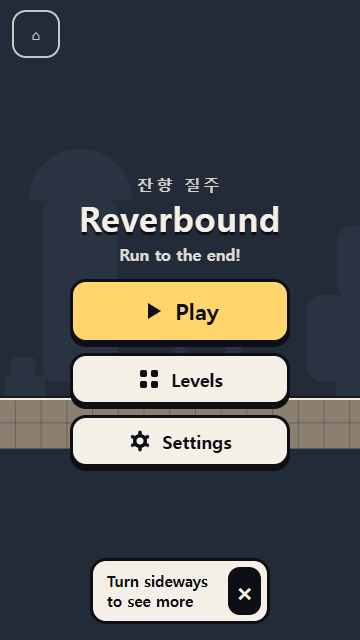 잔향 질주
Reverbound
Run to the end!
Play
Levels
Settings
Turn sideways
to see more